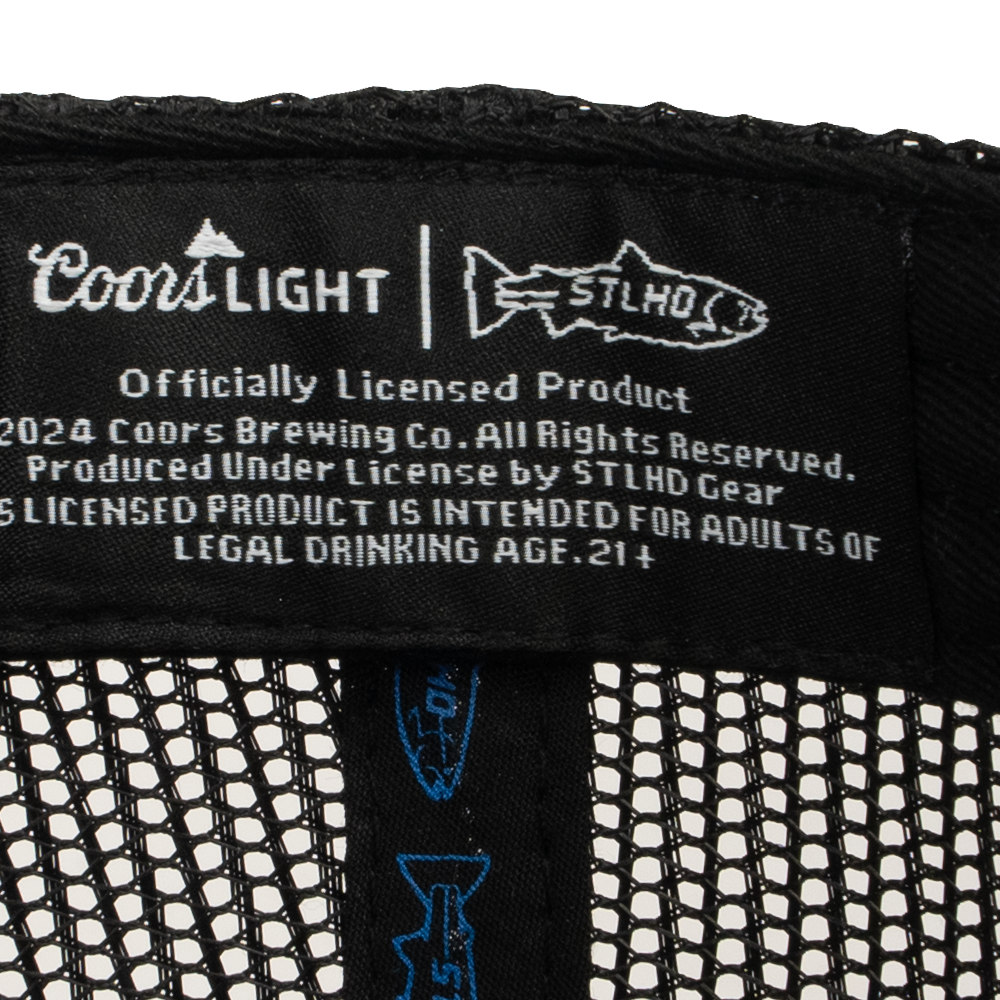 Coors LIGHT | STLHD
Officially Licensed Product
2024 Coors Brewing Co. All Rights Reserved.
Produced Under License by STLHD Gear
LICENSED PRODUCT IS INTENDED FOR ADULTS OF
LEGAL DRINKING AGE.21+